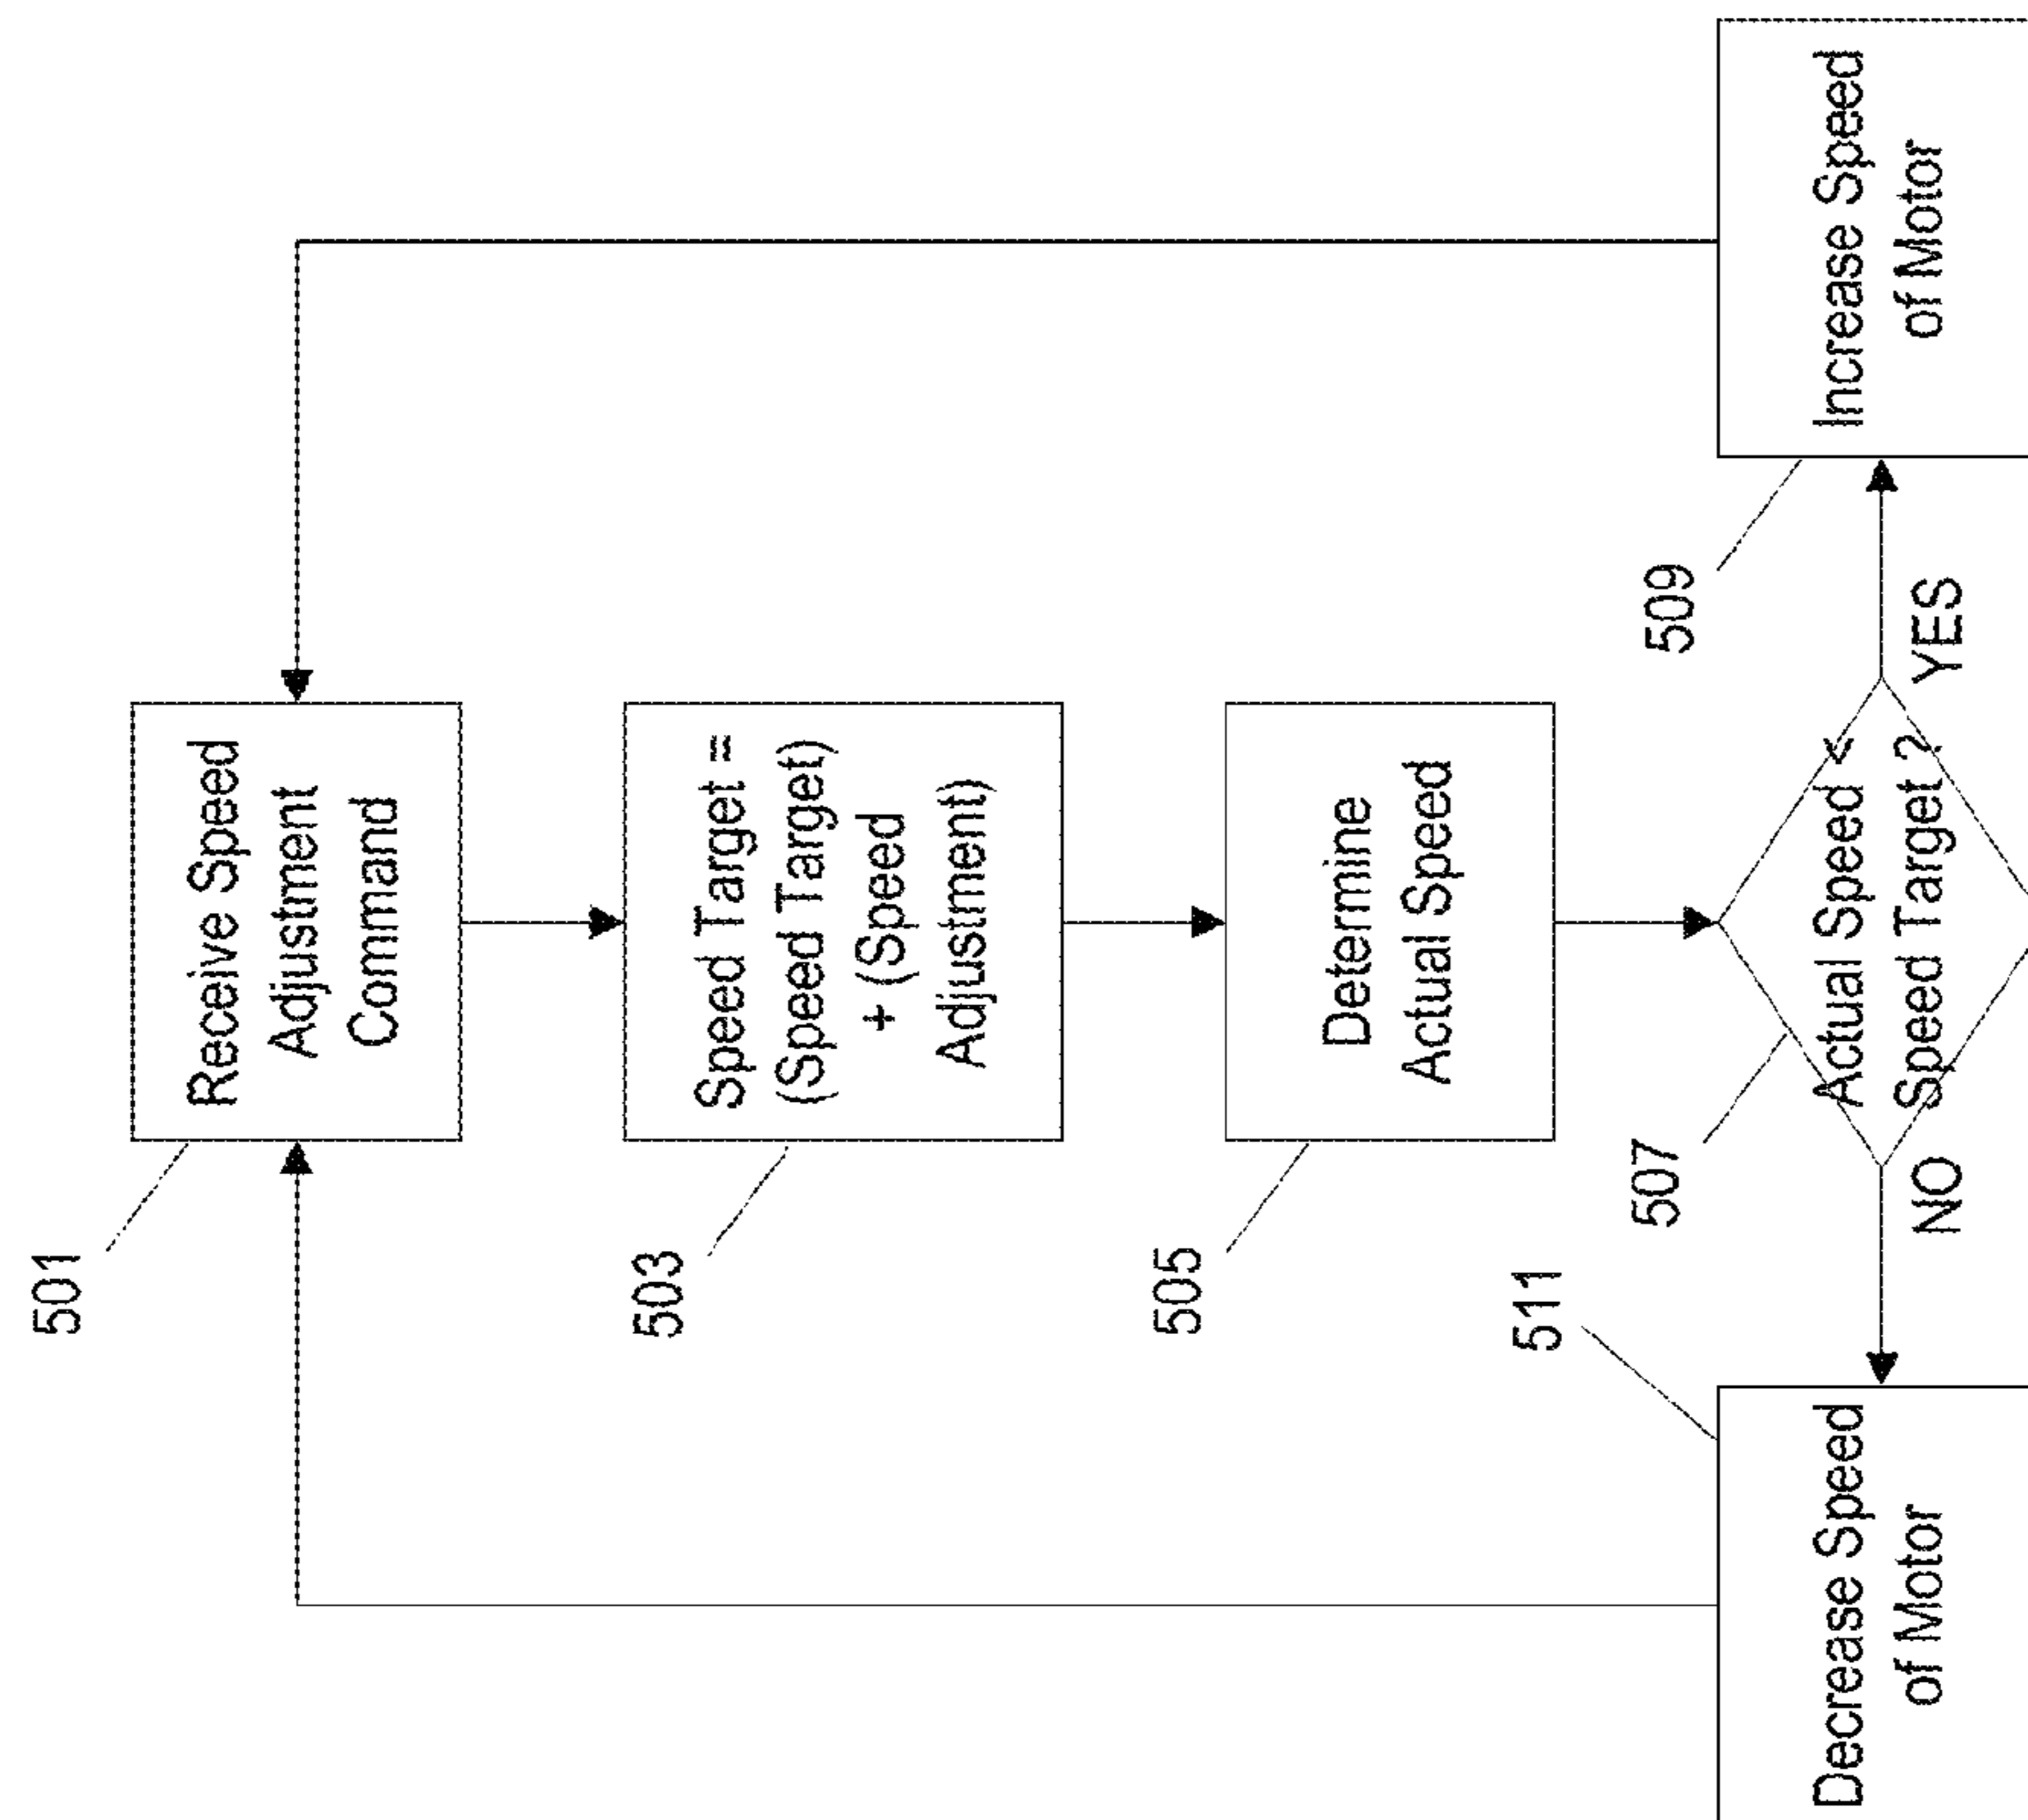 501
Receive Speed
Adjustment
Command
503
Speed Target =
(Speed Target)
+ (Speed
Adjustment)
505
Determine
Actual Speed
507
Actual Speed <
Speed Target ?
NO
YES
511
Decrease Speed
of Motor
509
Increase Speed
of Motor